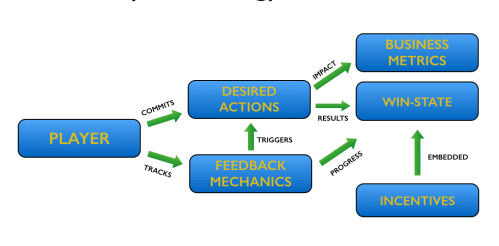 BUSINESS
METRICS
IMPACT
DESIRED
ACTIONS
COMMITS
WIN-STATE
RESULTS
PLAYER
TRIGGERS
TRACKS
FEEDBACK
MECHANICS
PROGRESS
EMBEDDED
INCENTIVES